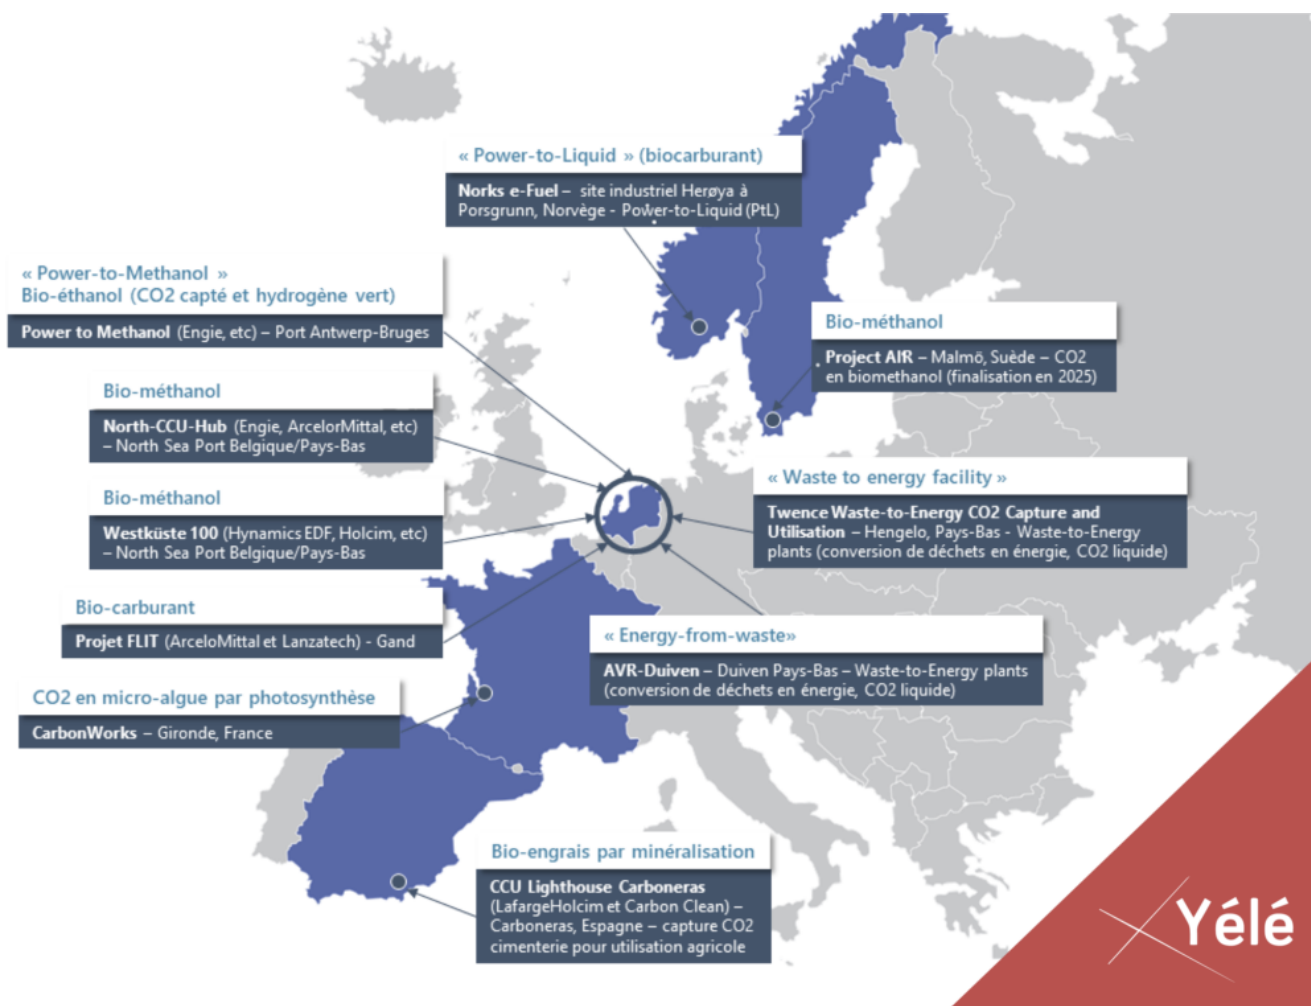 « Power-to-Liquid » (biocarburant)
Norks e-Fuel – site industriel Herøya à
Porsgrunn, Norvège - Power-to-Liquid (PtL)
« Power-to-Methanol »
Bio-éthanol (CO2 capté et hydrogène vert)
Power to Methanol (Engie, etc) – Port Antwerp-Bruges
Bio-méthanol
Project AIR – Malmö, Suède – CO2
en biomethanol (finalisation en 2025)
Bio-méthanol
North-CCU-Hub (Engie, ArcelorMittal, etc)
– North Sea Port Belgique/Pays-Bas
Bio-méthanol
Westküste 100 (Hynamics EDF, Holcim, etc)
– North Sea Port Belgique/Pays-Bas
« Waste to energy facility »
Twence Waste-to-Energy CO2 Capture and
Utilisation – Hengelo, Pays-Bas - Waste-to-Energy
plants (conversion de déchets en énergie, CO2 liquide)
Bio-carburant
Projet FLIT (ArceloMittal et Lanzatech) - Gand
« Energy-from-waste»
AVR-Duiven – Duiven Pays-Bas – Waste-to-Energy plants
(conversion de déchets en énergie, CO2 liquide)
CO2 en micro-algue par photosynthèse
CarbonWorks – Gironde, France
Bio-engrais par minéralisation
CCU Lighthouse Carboneras
(LafargeHolcim et Carbon Clean) –
Carboneras, Espagne – capture CO2
cimenterie pour utilisation agricole
Yélé